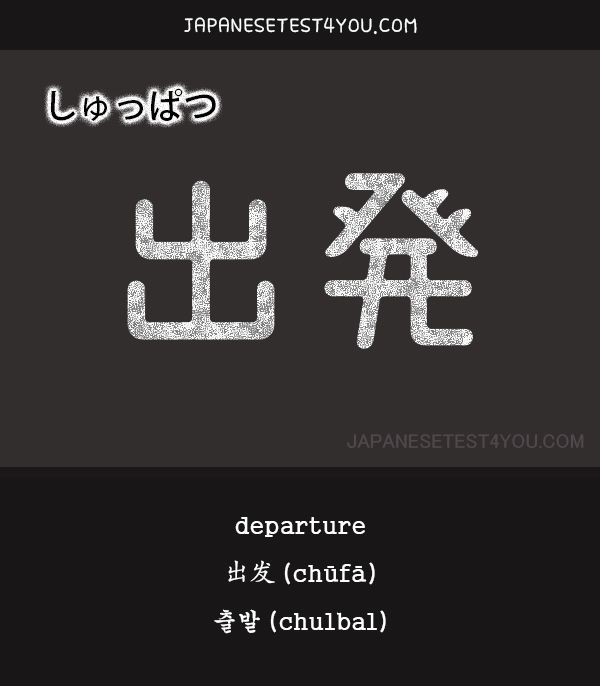 JAPANESETEST4YOU.COM
しゅっぱつ
出発
JAPANESETEST4YOU.COM
departure
出发 (chūfā)
출발 (chulbal)